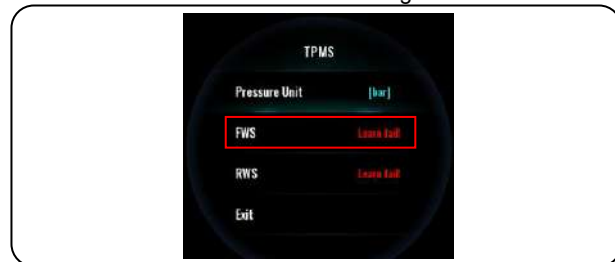 TPMS
Pressure Unit [bar]
FWS Learn fail!
RWS Learn fail!
Exit